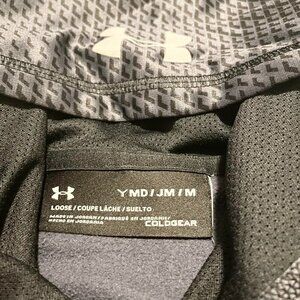 YMD / JM / M
LOOSE / COUPE LÂCHE / SUELTO
MADE IN JORDAN / FABRIQUÉ EN JORDANIE /
HECHO EN JORDANIA
COLDGEAR